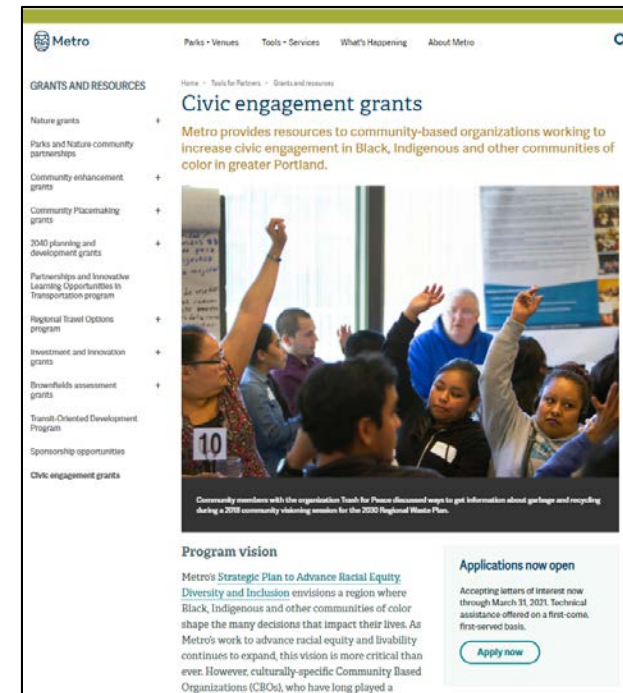 Metro
Parks + Venues
Tools + Services
What's Happening
About Metro
GRANTS AND RESOURCES
Nature grants +
Parks and Nature community
partnerships
Community enhancement +
grants
Community Placemaking +
grants
2040 planning and +
development grants
Partnerships and Innovative
Learning Opportunities in
Transportation program
Regional Travel Options +
program
Investment and Innovation +
grants
Brownfields assessment +
grants
Transit-Oriented Development
Program
Sponsorship opportunities
Civic engagement grants
Home > Tools for Partners > Grants and resources
Civic engagement grants
Metro provides resources to community-based organizations working to
increase civic engagement in Black, Indigenous and other communities of
color in greater Portland.
10
Community members with the organization Trash for Peace discussed ways to get information about garbage and recycling
during a 2018 community visioning session for the 2030 Regional Waste Plan.
Program vision
Metro's Strategic Plan to Advance Racial Equity,
Diversity and Inclusion envisions a region where
Black, Indigenous and other communities of color
shape the many decisions that impact their lives. As
Metro's work to advance racial equity and livability
continues to expand, this vision is more critical than
ever. However, culturally-specific Community Based
Organizations (CBOs), who have long played a
Applications now open
Accepting letters of interest now
through March 31, 2021. Technical
assistance offered on a first-come,
first-served basis.
Apply now